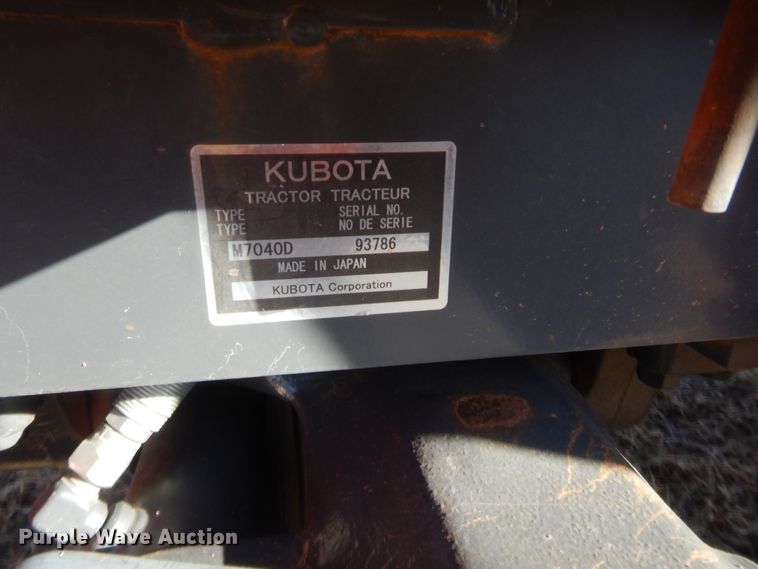 KUBOTA
TRACTOR TRACTEUR
TYPE SERIAL NO.
TYPE NO DE SERIE
M7040D 93786
MADE IN JAPAN
KUBOTA Corporation
Purple Wave Auction